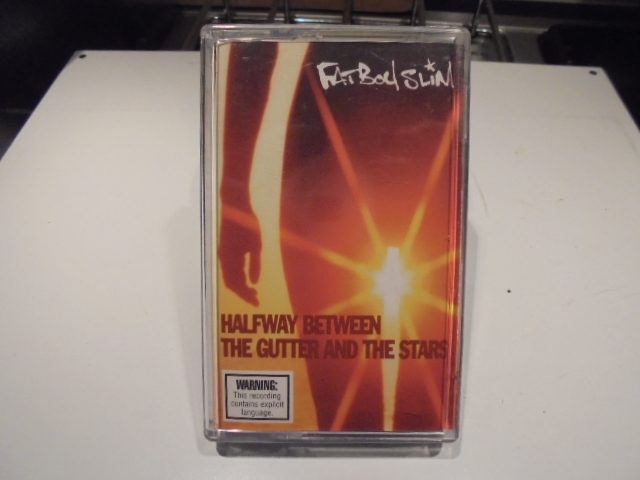 FATBOY SLIM
HALFWAY BETWEEN
THE GUTTER AND THE STARS
WARNING:
This recording
contains explicit
language.